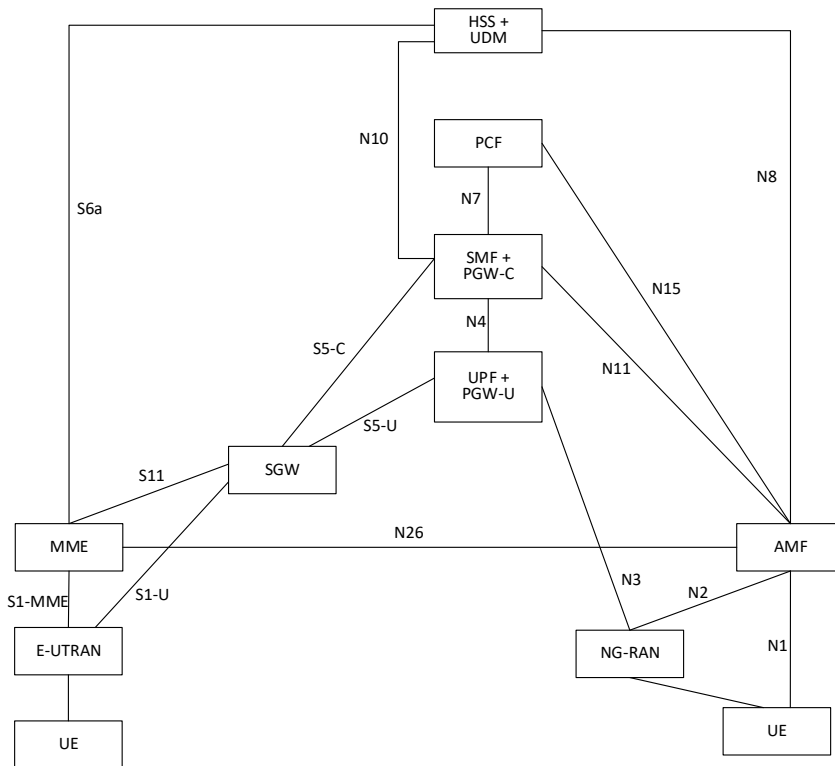 HSS +
UDM
N10
PCF
N8
S6a
N7
SMF +
PGW-C
N15
N4
S5-C
N11
UPF +
PGW-U
S5-U
S11
SGW
MME
N26
AMF
S1-MME
S1-U
N3
N2
E-UTRAN
NG-RAN
N1
UE
UE